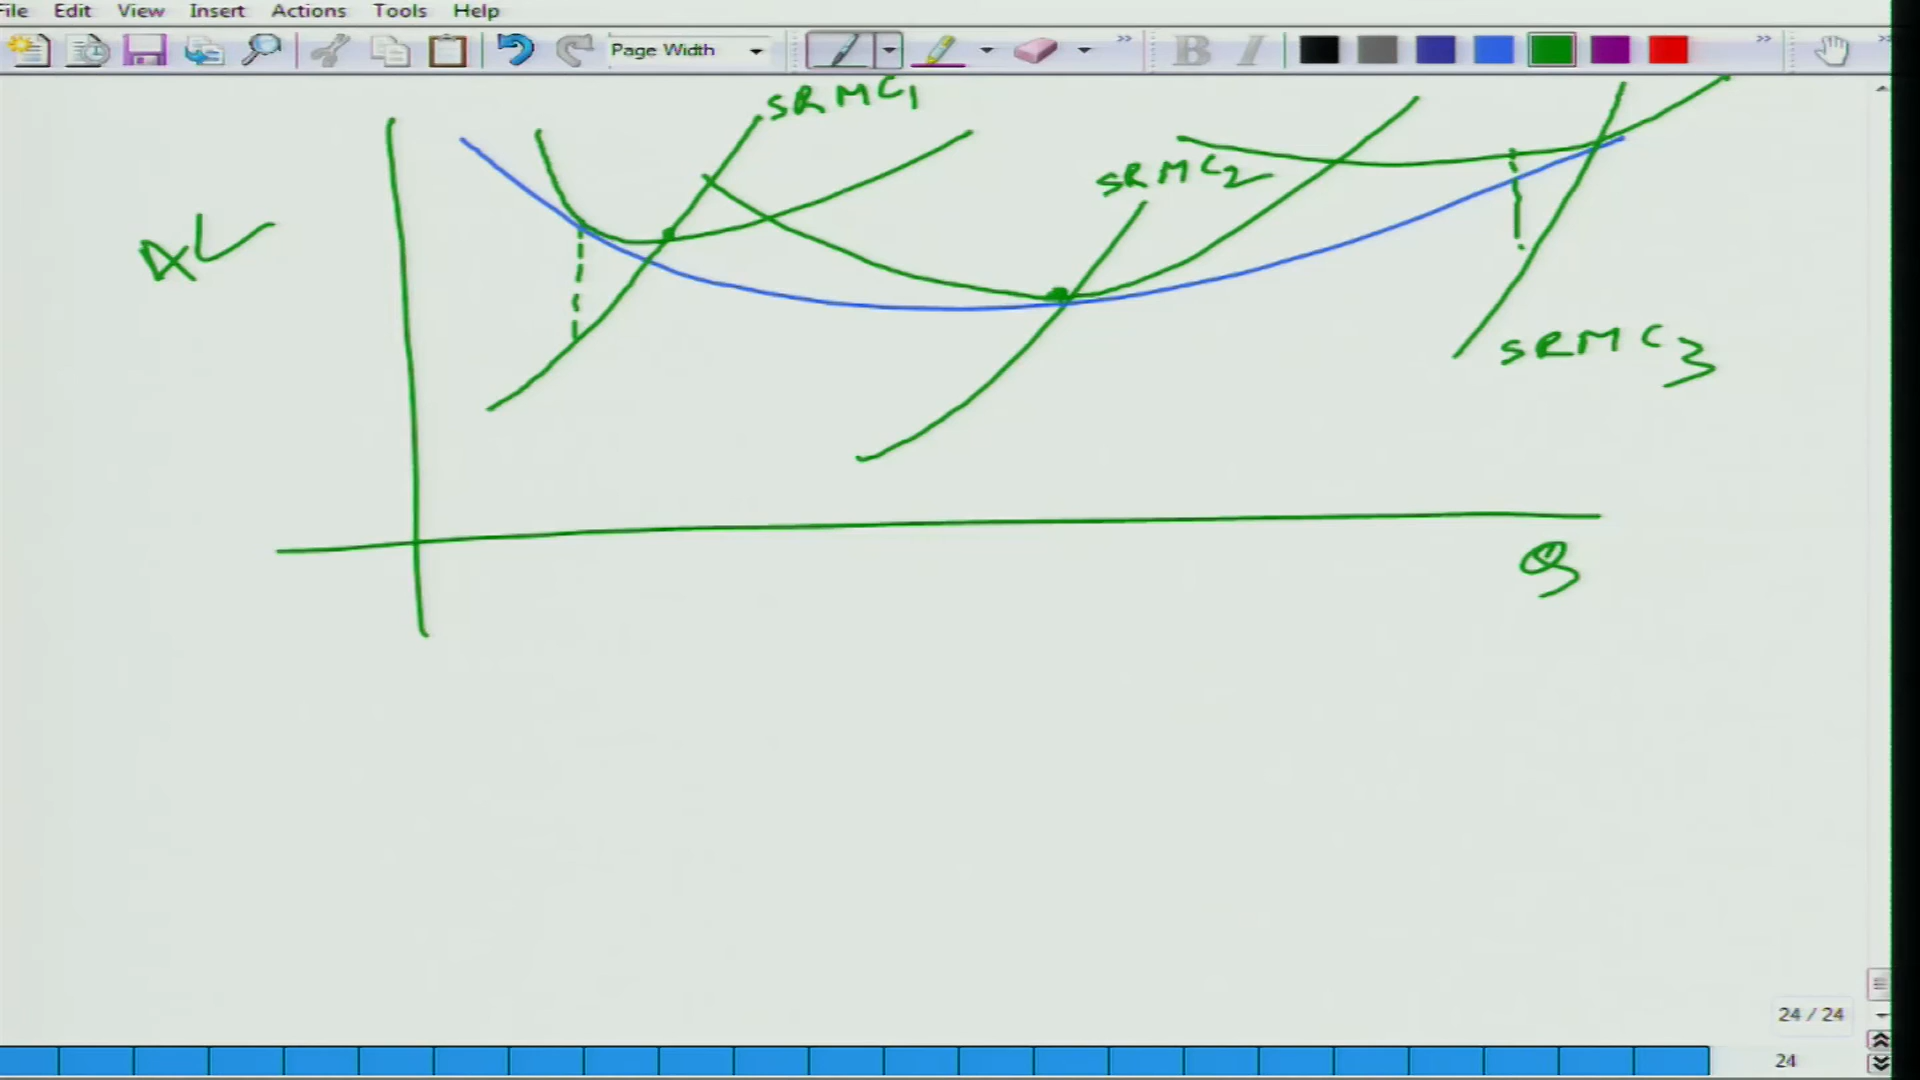 File Edit View Insert Actions Tools Help
Page Width
B I
SRMC1
SRMC2
AC
SRMC3
Q
24 / 24
24